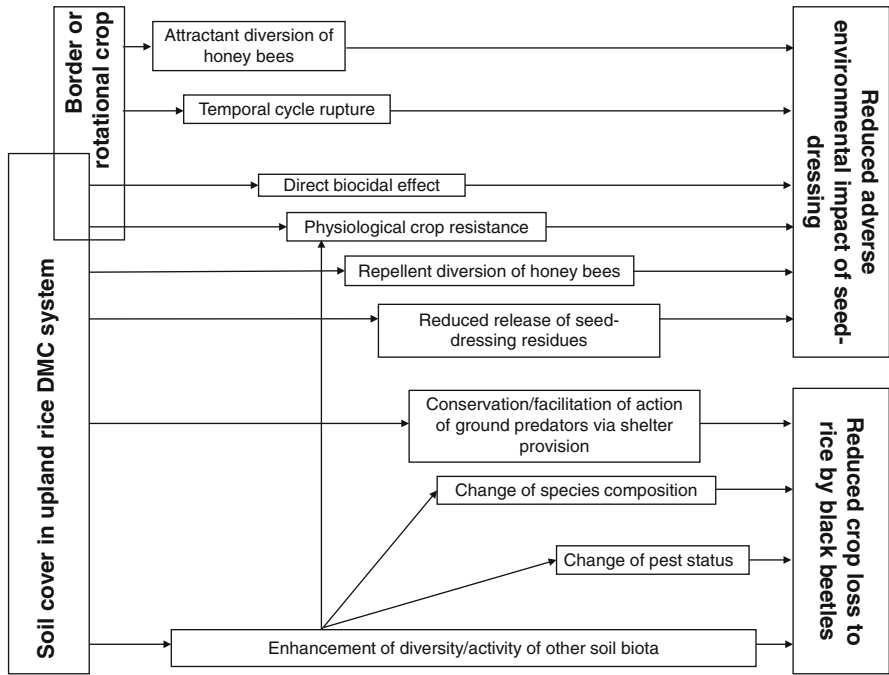 Border or
rotational crop
Soil cover in upland rice DMC system
Attractant diversion of
honey bees
Temporal cycle rupture
Direct biocidal effect
Physiological crop resistance
Repellent diversion of honey bees
Reduced release of seed-
dressing residues
Conservation/facilitation of action
of ground predators via shelter
provision
Change of species composition
Change of pest status
Enhancement of diversity/activity of other soil biota
Reduced adverse
environmental impact of seed-
dressing
Reduced crop loss to
rice by black beetles